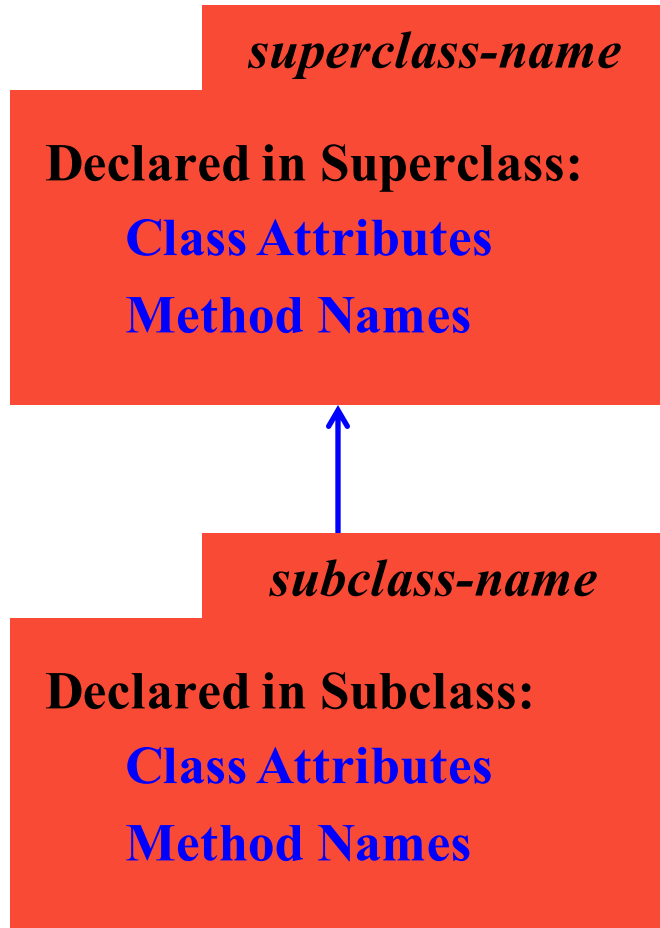 superclass-name
Declared in Superclass:
Class Attributes
Method Names
subclass-name
Declared in Subclass:
Class Attributes
Method Names